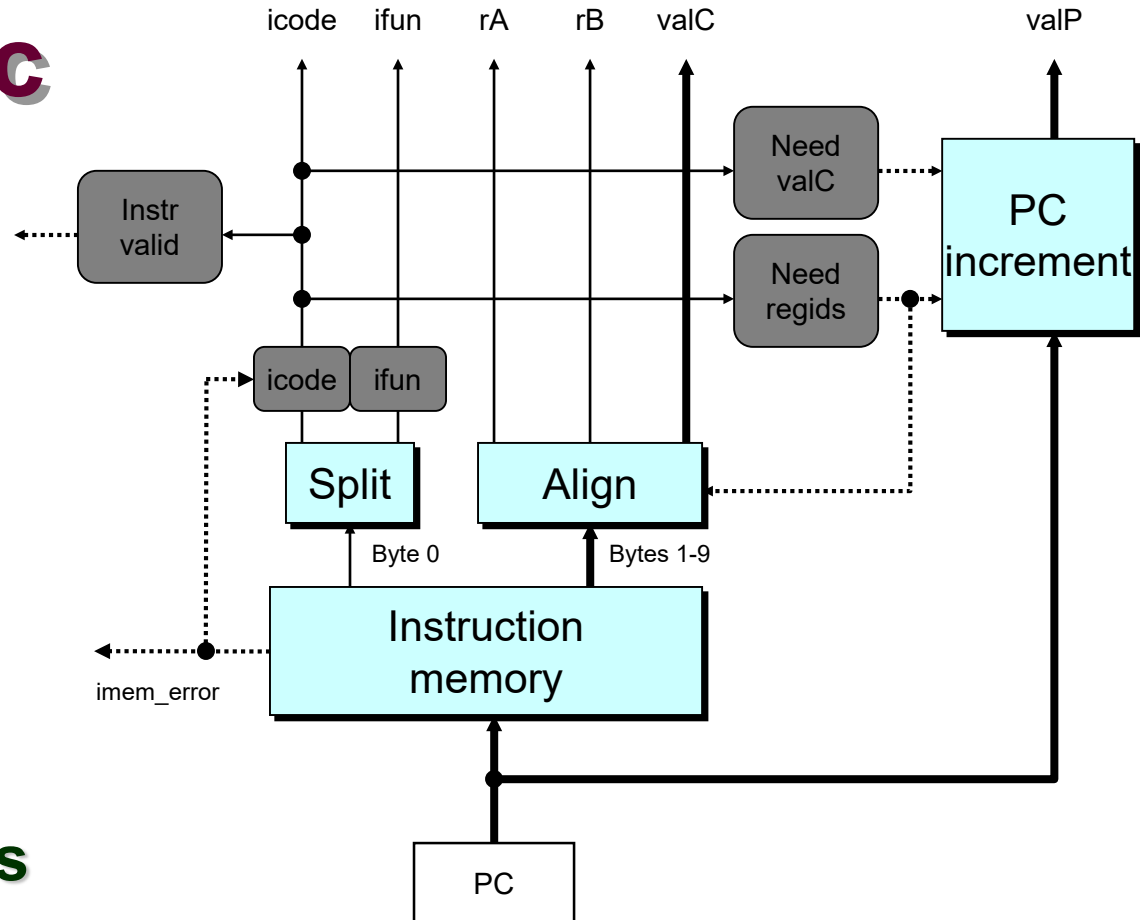 icode ifun rA rB valC valP
c
Need
valC
Instr
valid
PC
increment
Need
regids
icode ifun
Split
Align
Byte 0
Bytes 1-9
Instruction
memory
imem_error
s
PC